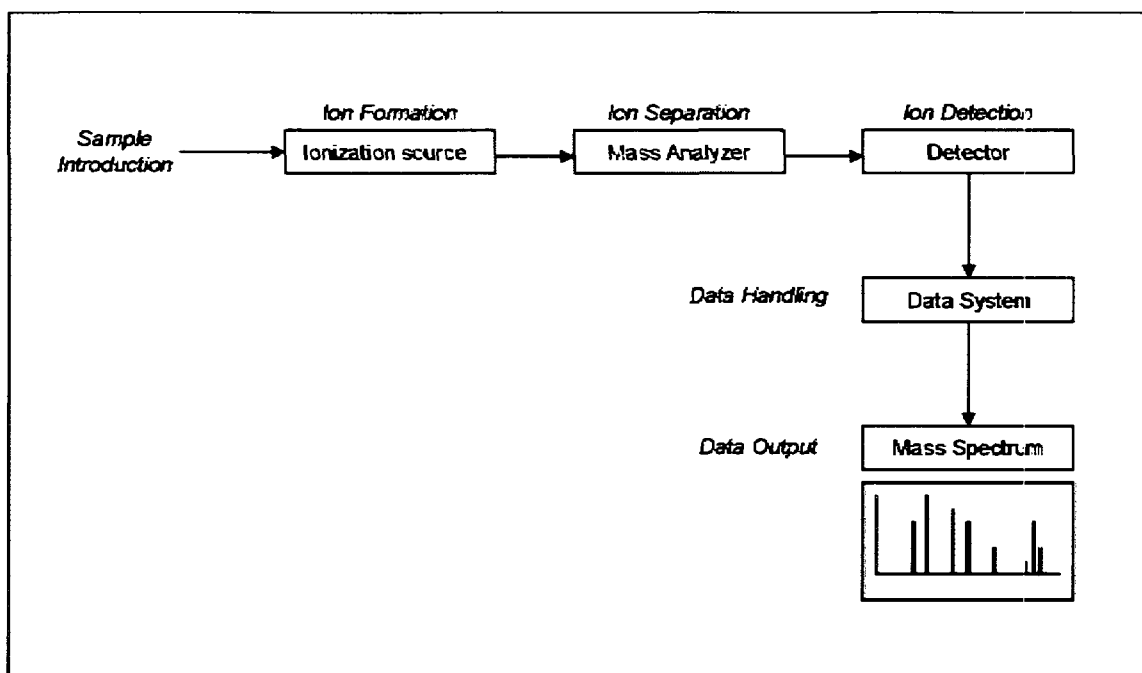 Ion Formation
Ion Separation
Ion Detection
Sample
Introduction
Ionization source
Mass Analyzer
Detector
Data Handling
Data System
Data Output
Mass Spectrum